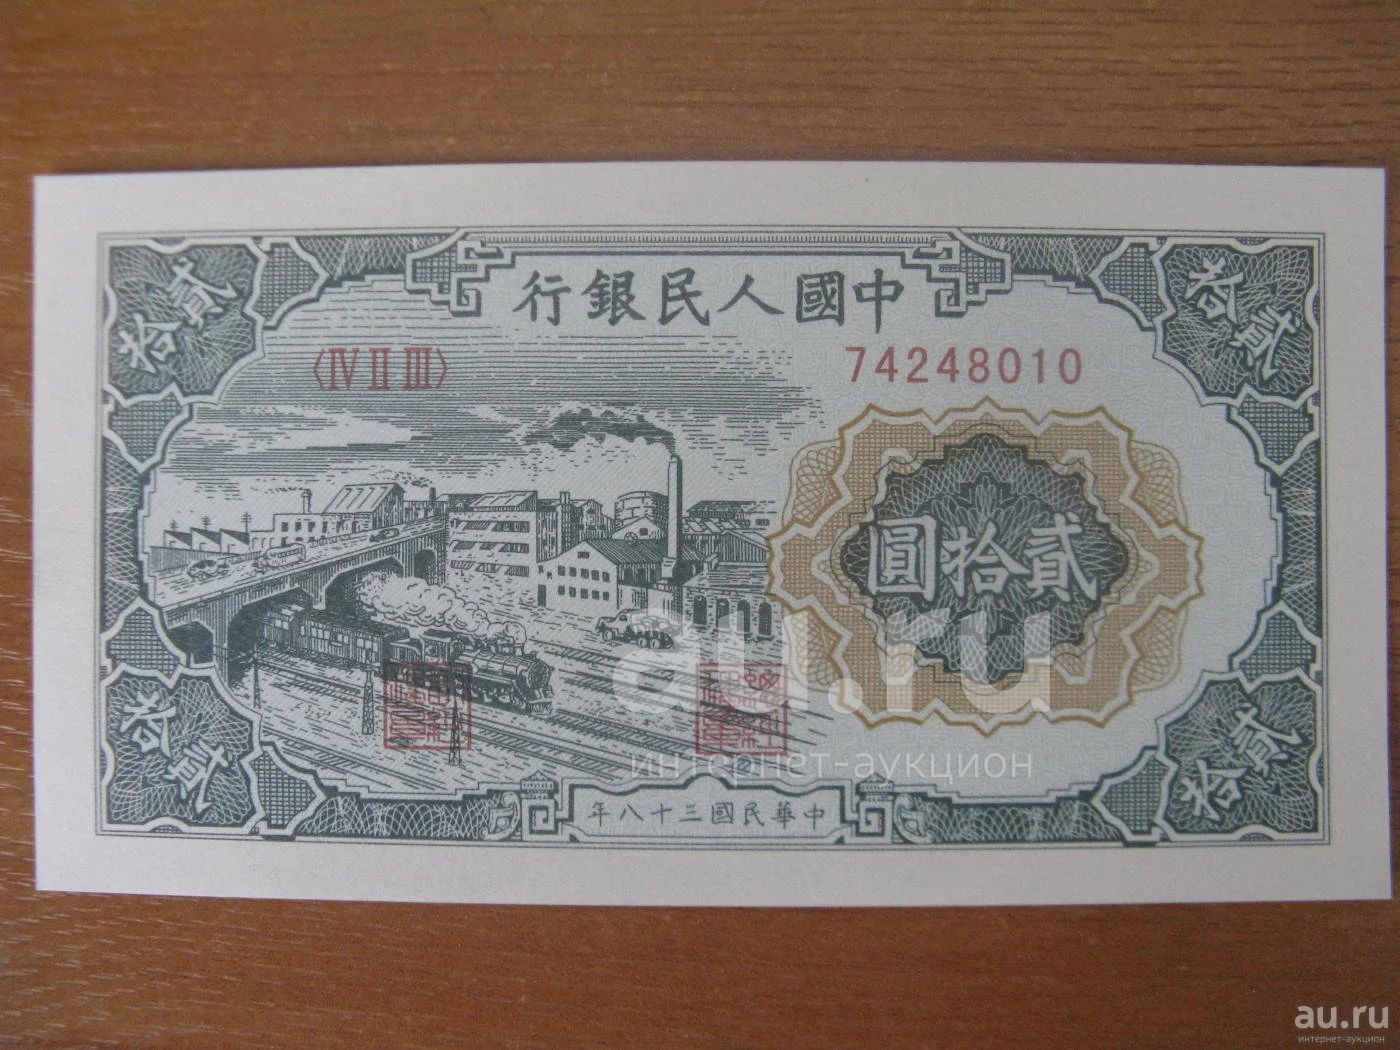 行銀民人國中
〈Ⅳ Ⅱ Ⅲ〉
74248010
貳拾
貳拾
圓拾貳
貳拾
貳拾
年八十三國民華中
au.ru
интернет-аукцион
au.ru
интернет-аукцион